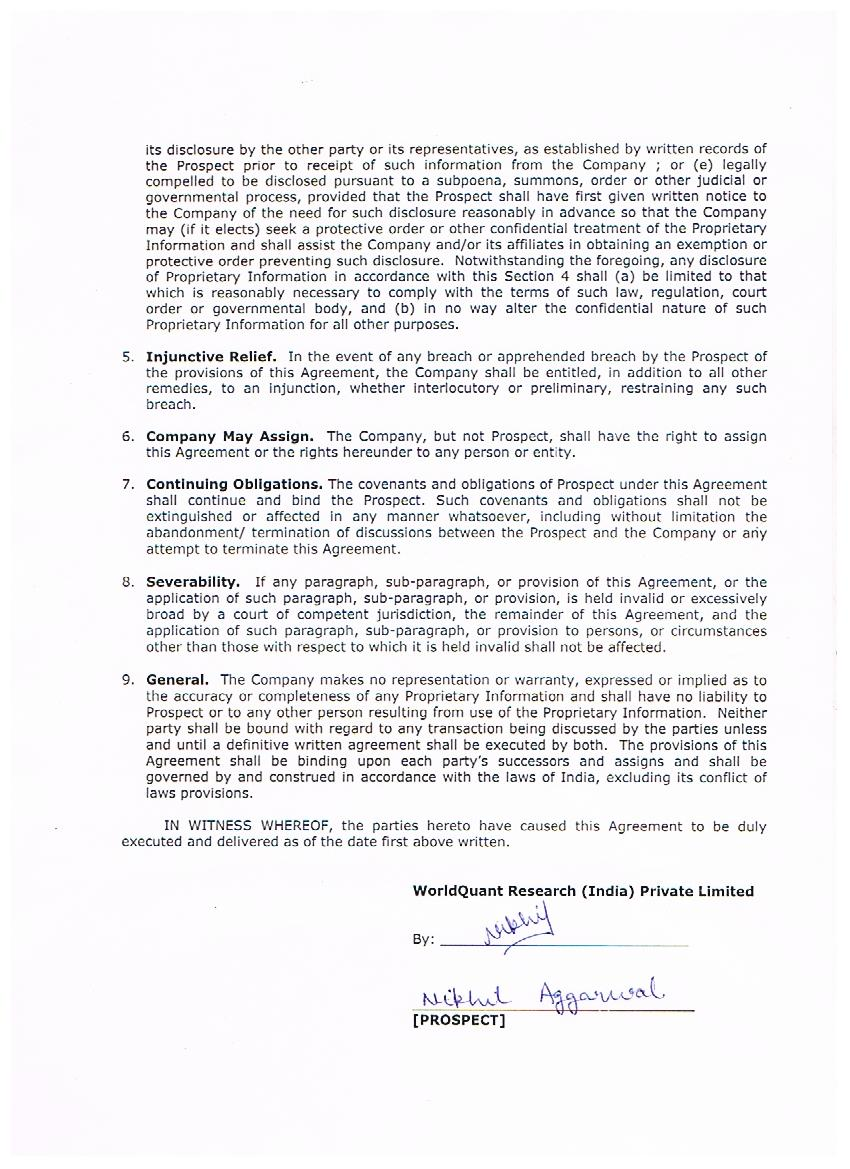 its disclosure by the other party or its representatives, as established by written records of
the Prospect prior to receipt of such information from the Company ; or (e) legally
compelled to be disclosed pursuant to a subpoena, summons, order or other judicial or
governmental process, provided that the Prospect shall have first given written notice to
the Company of the need for such disclosure reasonably in advance so that the Company
may (if it elects) seek a protective order or other confidential treatment of the Proprietary
Information and shall assist the Company and/or its affiliates in obtaining an exemption or
protective order preventing such disclosure. Notwithstanding the foregoing, any disclosure
of Proprietary Information in accordance with this Section 4 shall (a) be limited to that
which is reasonably necessary to comply with the terms of such law, regulation, court
order or governmental body, and (b) in no way alter the confidential nature of such
Proprietary Information for all other purposes.
5. Injunctive Relief. In the event of any breach or apprehended breach by the Prospect of
the provisions of this Agreement, the Company shall be entitled, in addition to all other
remedies, to an injunction, whether interlocutory or preliminary, restraining any such
breach.
6. Company May Assign. The Company, but not Prospect, shall have the right to assign
this Agreement or the rights hereunder to any person or entity.
7. Continuing Obligations. The covenants and obligations of Prospect under this Agreement
shall continue and bind the Prospect. Such covenants and obligations shall not be
extinguished or affected in any manner whatsoever, including without limitation the
abandonment/ termination of discussions between the Prospect and the Company or any
attempt to terminate this Agreement.
8. Severability. If any paragraph, sub-paragraph, or provision of this Agreement, or the
application of such paragraph, sub-paragraph, or provision, is held invalid or excessively
broad by a court of competent jurisdiction, the remainder of this Agreement, and the
application of such paragraph, sub-paragraph, or provision to persons, or circumstances
other than those with respect to which it is held invalid shall not be affected.
9. General. The Company makes no representation or warranty, expressed or implied as to
the accuracy or completeness of any Proprietary Information and shall have no liability to
Prospect or to any other person resulting from use of the Proprietary Information. Neither
party shall be bound with regard to any transaction being discussed by the parties unless
and until a definitive written agreement shall be executed by both. The provisions of this
Agreement shall be binding upon each party's successors and assigns and shall be
governed by and construed in accordance with the laws of India, excluding its conflict of
laws provisions.
IN WITNESS WHEREOF, the parties hereto have caused this Agreement to be duly
executed and delivered as of the date first above written.
WorldQuant Research (India) Private Limited
By: Nikhil
Nikhil Aggarwal
[PROSPECT]